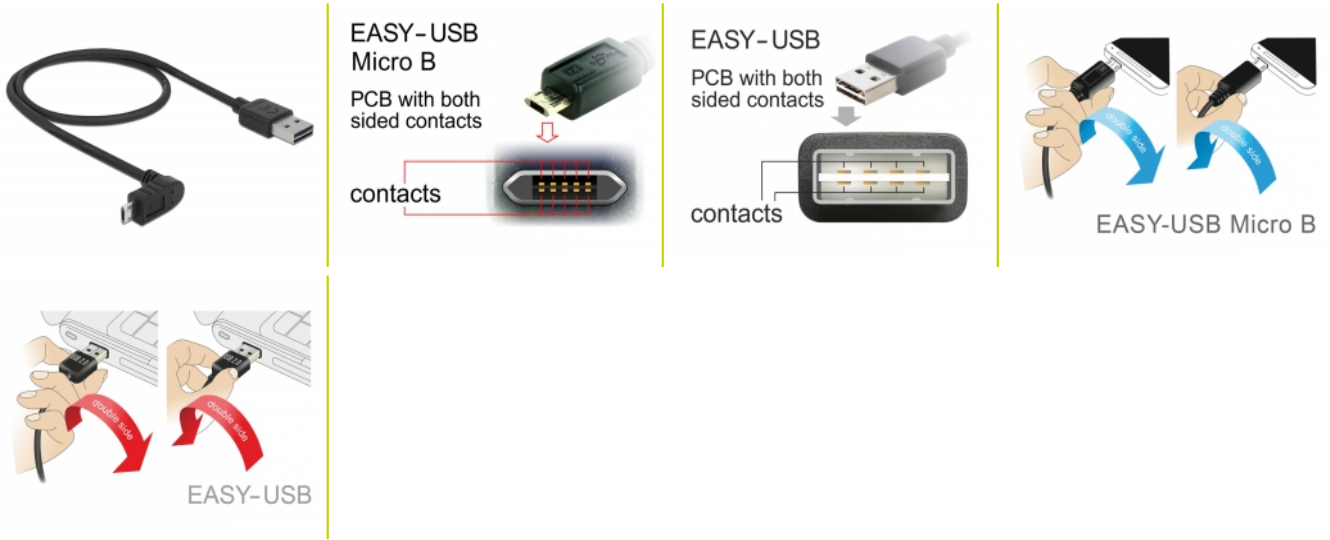 EASY-USB
Micro B
PCB with both
sided contacts
contacts
EASY-USB
PCB with both
sided contacts
contacts
double side
double side
EASY-USB Micro B
double side
double side
EASY-USB